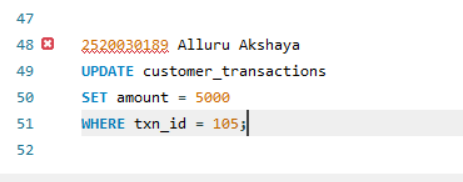 47
48 2520030189 Alluru Akshaya
49 UPDATE customer_transactions
50 SET amount = 5000
51 WHERE txn_id = 105;
52